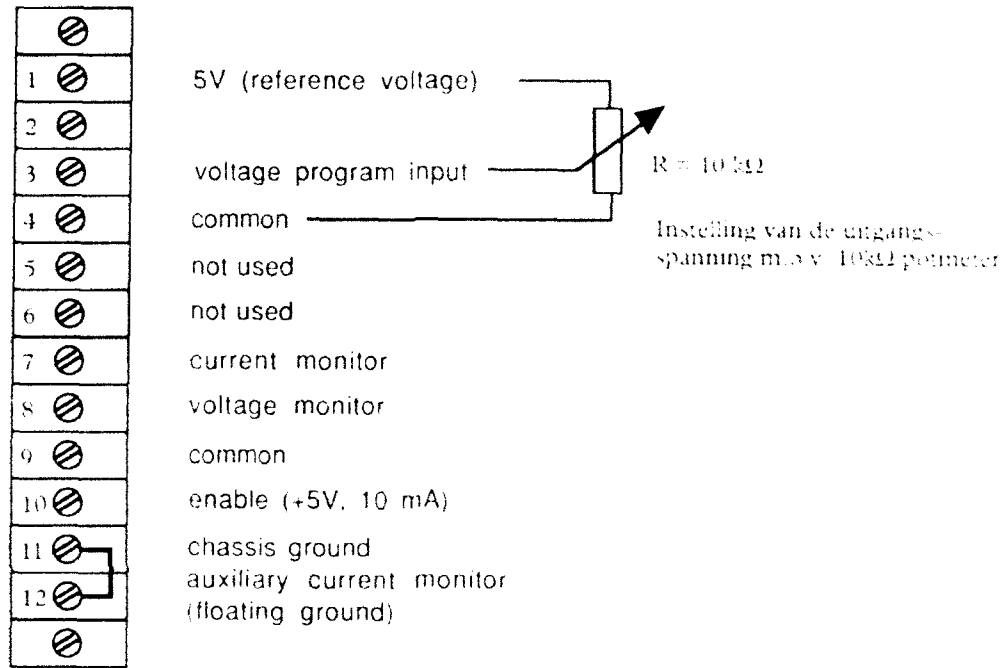 1 5V (reference voltage)
2
3 voltage program input
R = 10 kΩ
4 common
Instelling van de uitgangs-
spanning m.b.v. 10kΩ potmeter
5 not used
6 not used
7 current monitor
8 voltage monitor
9 common
10 enable (+5V, 10 mA)
11 chassis ground
12 auxiliary current monitor
(floating ground)